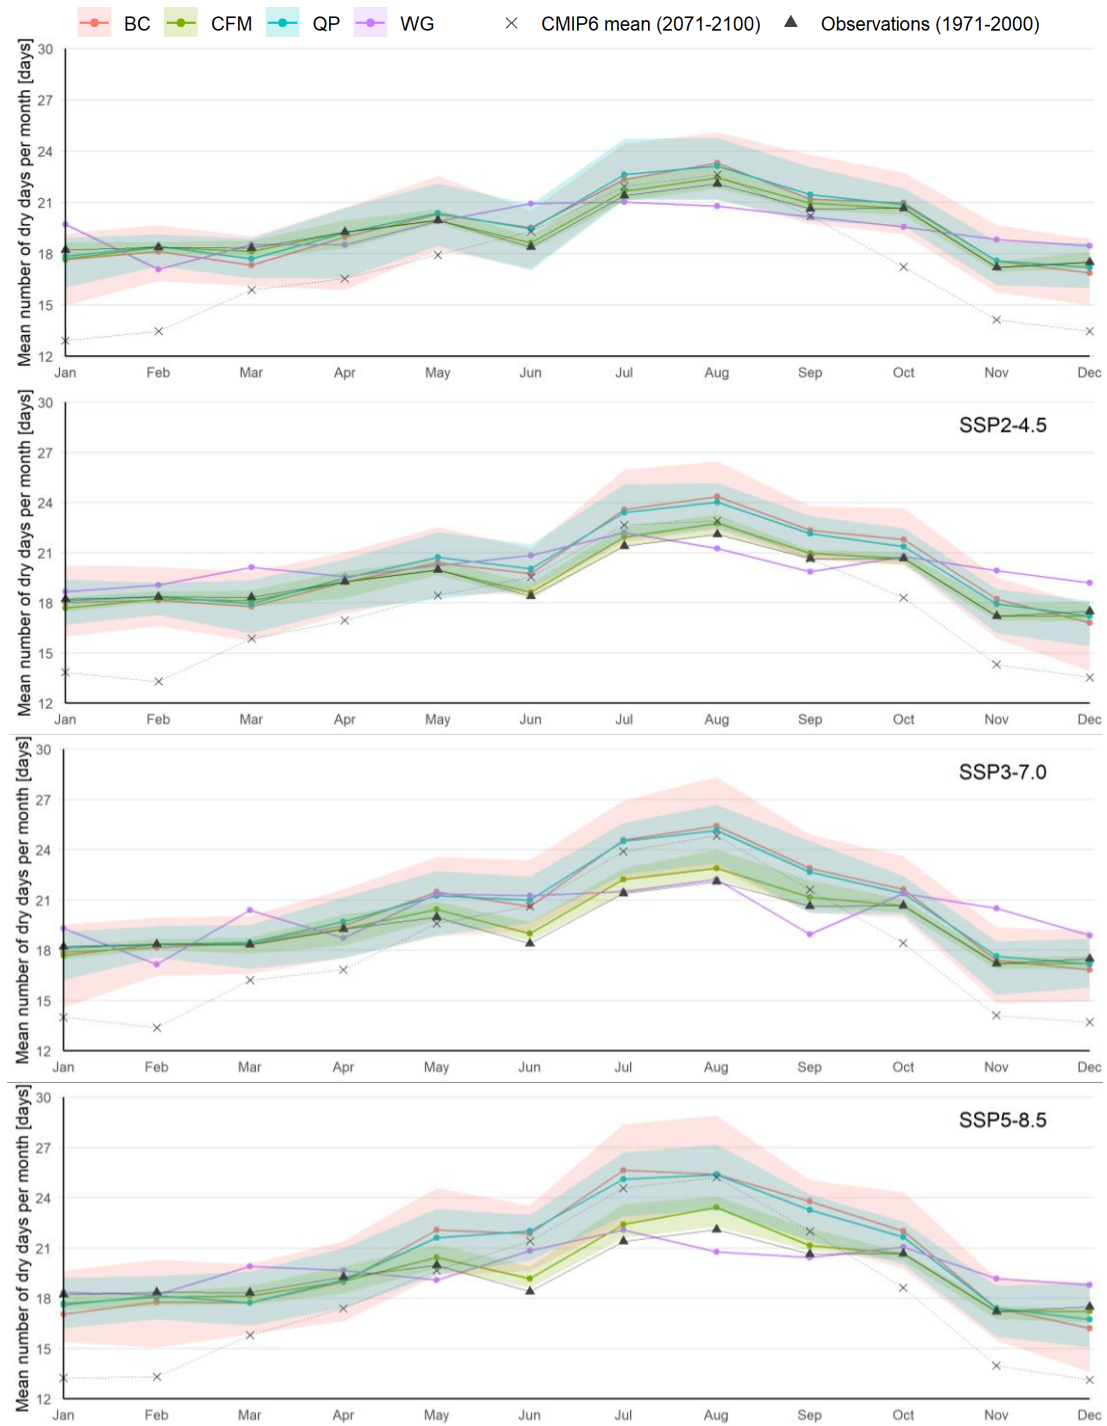 BC CFM QP WG CMIP6 mean (2071-2100) Observations (1971-2000)
Mean number of dry days per month [days]
30
27
24
21
18
15
12
Jan Feb Mar Apr May Jun Jul Aug Sep Oct Nov Dec
SSP2-4.5
Mean number of dry days per month [days]
30
27
24
21
18
15
12
Jan Feb Mar Apr May Jun Jul Aug Sep Oct Nov Dec
SSP3-7.0
Mean number of dry days per month [days]
30
27
24
21
18
15
12
Jan Feb Mar Apr May Jun Jul Aug Sep Oct Nov Dec
SSP5-8.5
Mean number of dry days per month [days]
30
27
24
21
18
15
12
Jan Feb Mar Apr May Jun Jul Aug Sep Oct Nov Dec